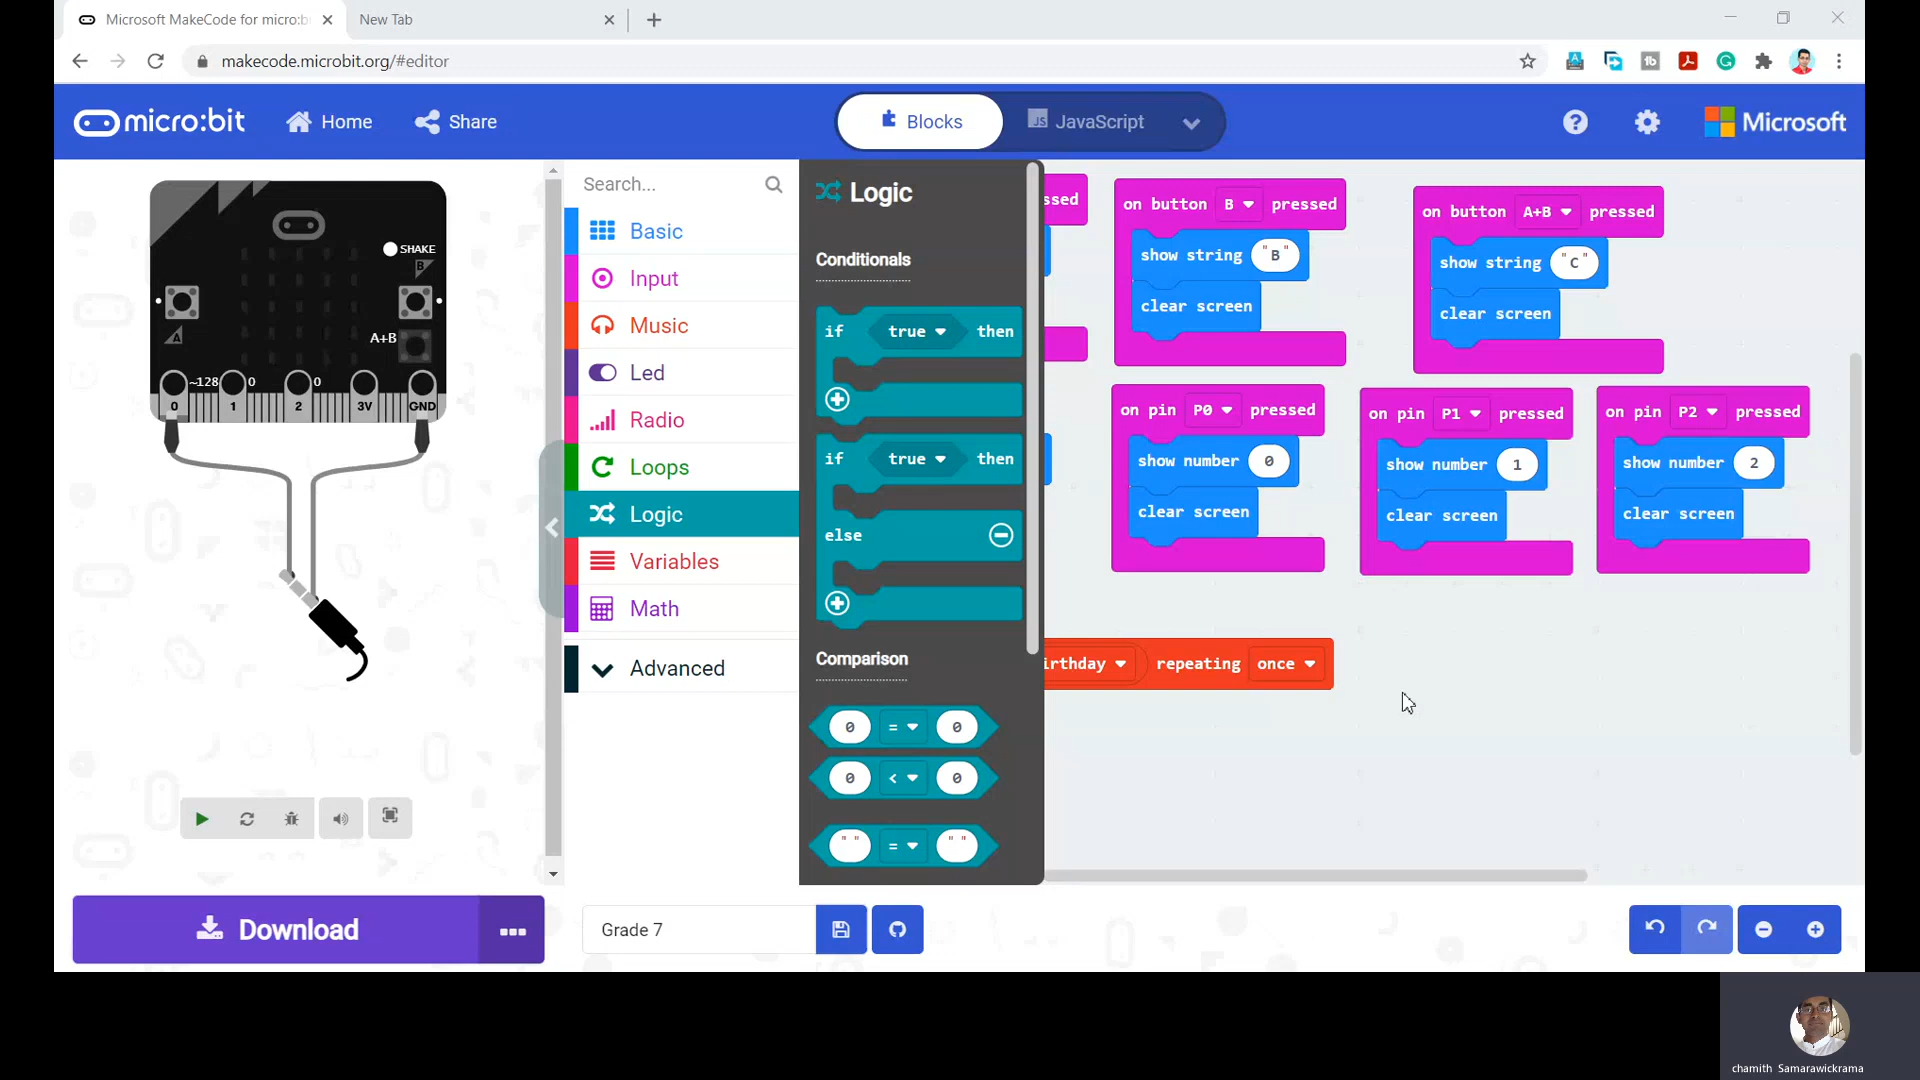 Microsoft MakeCode for micro:b
New Tab
makecode.microbit.org/#editor
micro:bit
Home
Share
Blocks
JS
JavaScript
?
Microsoft
SHAKE
B
A
A+B
~128
0
0
0
1
2
3V
GND
Search...
Basic
Input
Music
Led
Radio
Loops
Logic
Variables
Math
Advanced
Logic
Conditionals
if true then
if true then
else
Comparison
0 = 0
0 < 0
" " = " "
ssed
on button B pressed
show string "B"
clear screen
on button A+B pressed
show string "C"
clear screen
on pin P0 pressed
show number 0
clear screen
on pin P1 pressed
show number 1
clear screen
on pin P2 pressed
show number 2
clear screen
irthday repeating once
Download
Grade 7
chamith Samarawickrama